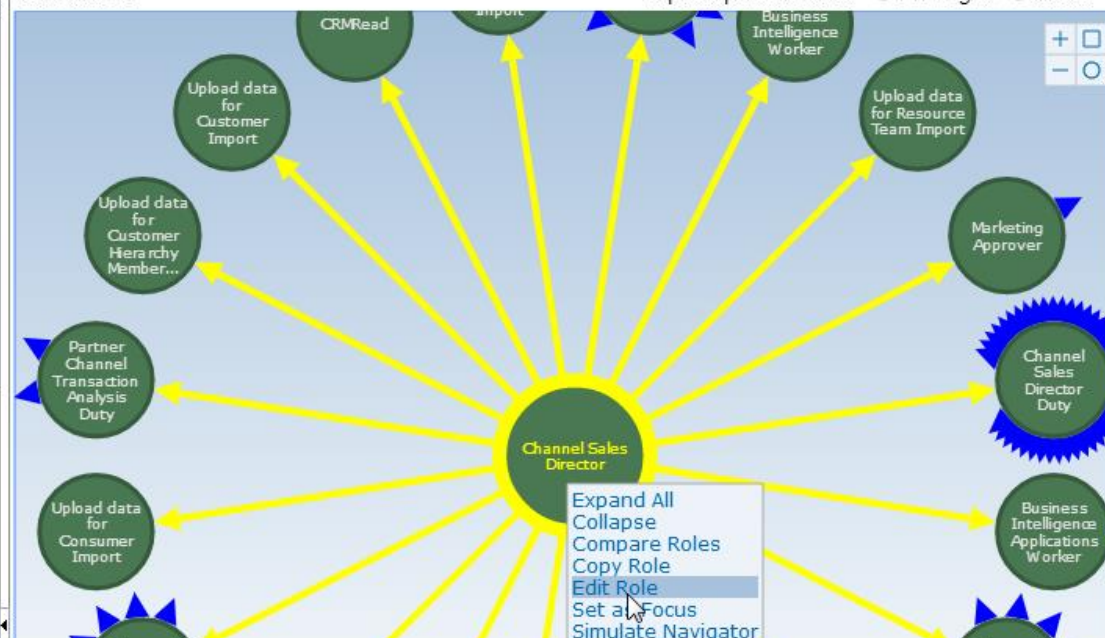 CRMRead
Import
Business
Intelligence
Worker
Upload data
for
Customer
Import
Upload data
for Resource
Team Import
Upload data
for
Customer
Hierarchy
Member...
Marketing
Approver
Partner
Channel
Transaction
Analysis
Duty
Channel
Sales
Director
Duty
Channel Sales
Director
Upload data
for
Consumer
Import
Business
Intelligence
Applications
Worker
Expand All
Collapse
Compare Roles
Copy Role
Edit Role
Set as Focus
Simulate Navigator